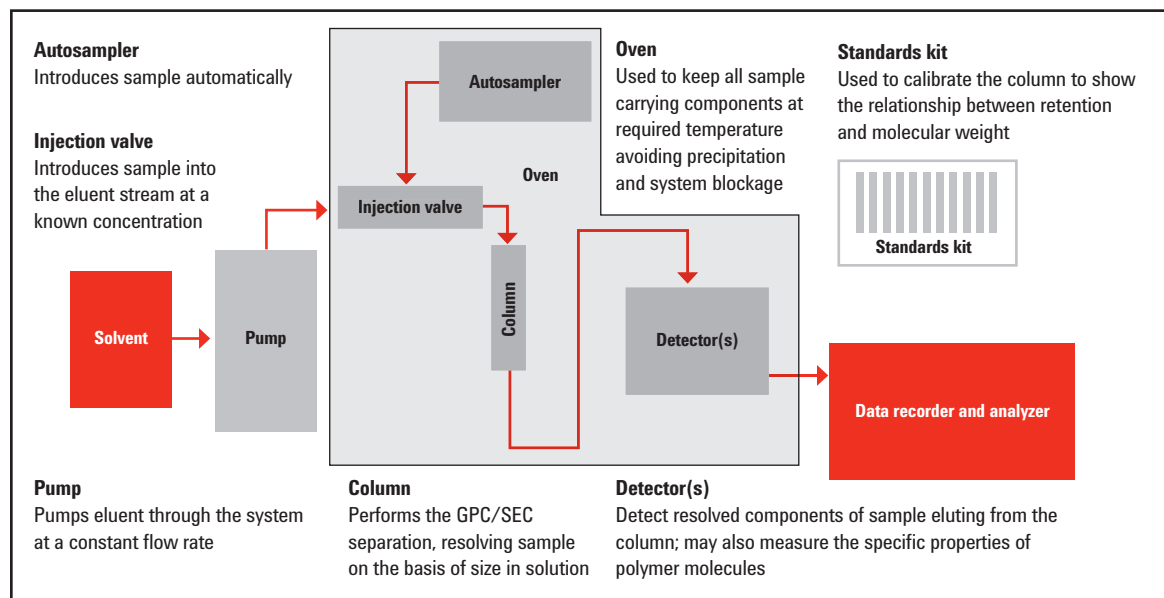 Autosampler
Introduces sample automatically
Injection valve
Introduces sample into
the eluent stream at a
known concentration
Autosampler
Oven
Injection valve
Column
Detector(s)
Solvent
Pump
Oven
Used to keep all sample
carrying components at
required temperature
avoiding precipitation
and system blockage
Standards kit
Used to calibrate the column to show
the relationship between retention
and molecular weight
Standards kit
Data recorder and analyzer
Pump
Pumps eluent through the system
at a constant flow rate
Column
Performs the GPC/SEC
separation, resolving sample
on the basis of size in solution
Detector(s)
Detect resolved components of sample eluting from the
column; may also measure the specific properties of
polymer molecules